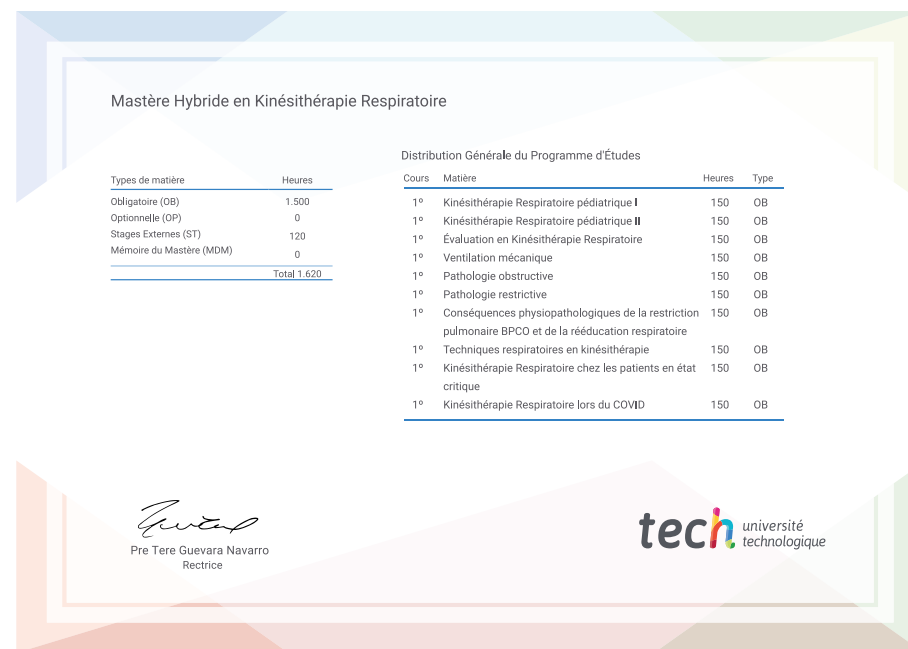 Mastère Hybride en Kinésithérapie Respiratoire
Types de matière Heures
Obligatoire (OB) 1.500
Optionnelle (OP) 0
Stages Externes (ST) 120
Mémoire du Mastère (MDM) 0
Total 1.620
Distribution Générale du Programme d'Études
Cours Matière Heures Type
1º Kinésithérapie Respiratoire pédiatrique I 150 OB
1º Kinésithérapie Respiratoire pédiatrique II 150 OB
1º Évaluation en Kinésithérapie Respiratoire 150 OB
1º Ventilation mécanique 150 OB
1º Pathologie obstructive 150 OB
1º Pathologie restrictive 150 OB
1º Conséquences physiopathologiques de la restriction 150 OB
pulmonaire BPCO et de la rééducation respiratoire
1º Techniques respiratoires en kinésithérapie 150 OB
1º Kinésithérapie Respiratoire chez les patients en état 150 OB
critique
1º Kinésithérapie Respiratoire lors du COVID 150 OB
Pre Tere Guevara Navarro
Rectrice
tech université
technologique